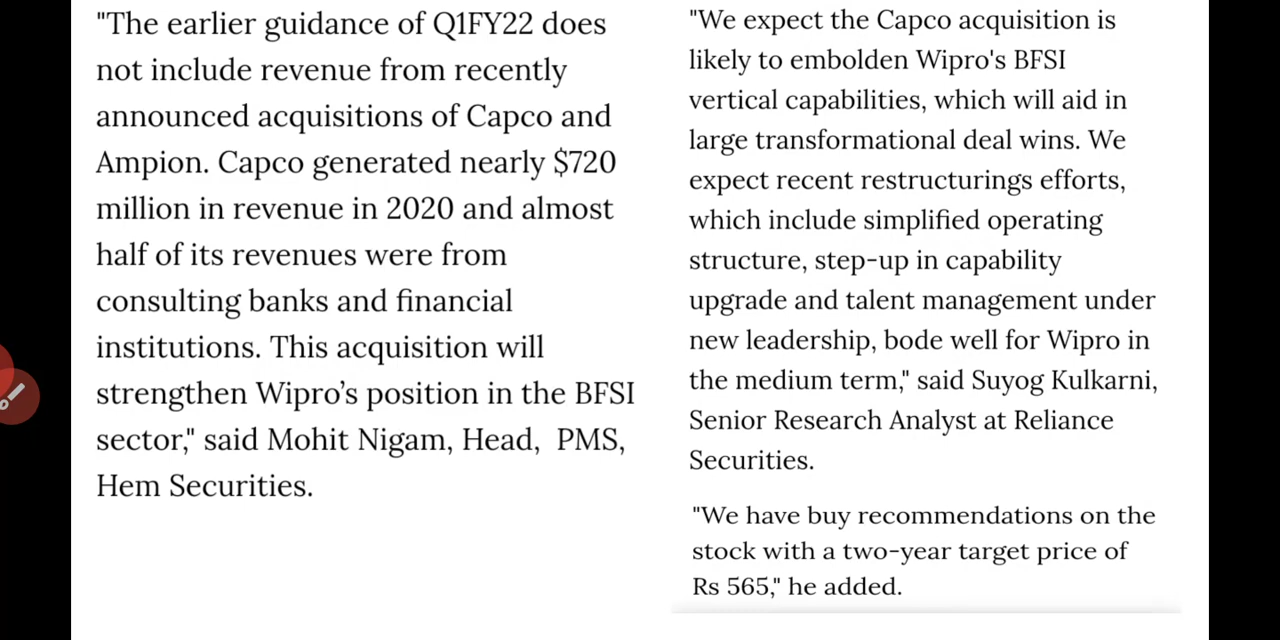 "The earlier guidance of Q1FY22 does
not include revenue from recently
announced acquisitions of Capco and
Ampion. Capco generated nearly $720
million in revenue in 2020 and almost
half of its revenues were from
consulting banks and financial
institutions. This acquisition will
strengthen Wipro’s position in the BFSI
sector," said Mohit Nigam, Head,  PMS,
Hem Securities.
"We expect the Capco acquisition is
likely to embolden Wipro's BFSI
vertical capabilities, which will aid in
large transformational deal wins. We
expect recent restructurings efforts,
which include simplified operating
structure, step-up in capability
upgrade and talent management under
new leadership, bode well for Wipro in
the medium term," said Suyog Kulkarni,
Senior Research Analyst at Reliance
Securities.
"We have buy recommendations on the
stock with a two-year target price of
Rs 565," he added.